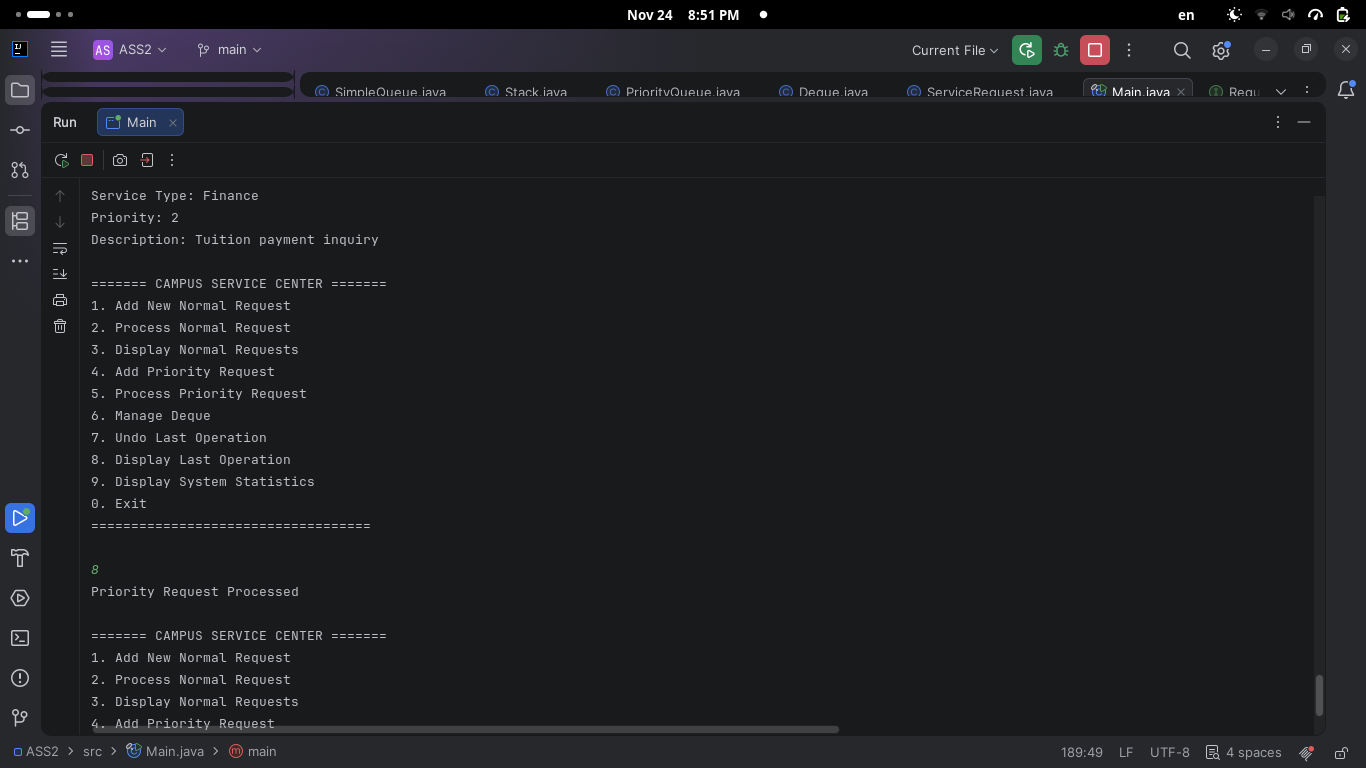 Nov 24 8:51 PM
en
AS ASS2 main Current File
SimpleQueue.java Stack.java PriorityQueue.java Deque.java ServiceRequest.java Main.java Requ
Run Main
Service Type: Finance
Priority: 2
Description: Tuition payment inquiry
======= CAMPUS SERVICE CENTER =======
1. Add New Normal Request
2. Process Normal Request
3. Display Normal Requests
4. Add Priority Request
5. Process Priority Request
6. Manage Deque
7. Undo Last Operation
8. Display Last Operation
9. Display System Statistics
0. Exit
===================================
8
Priority Request Processed
======= CAMPUS SERVICE CENTER =======
1. Add New Normal Request
2. Process Normal Request
3. Display Normal Requests
4. Add Priority Request
ASS2 > src > Main.java > main 189:49 LF UTF-8 4 spaces